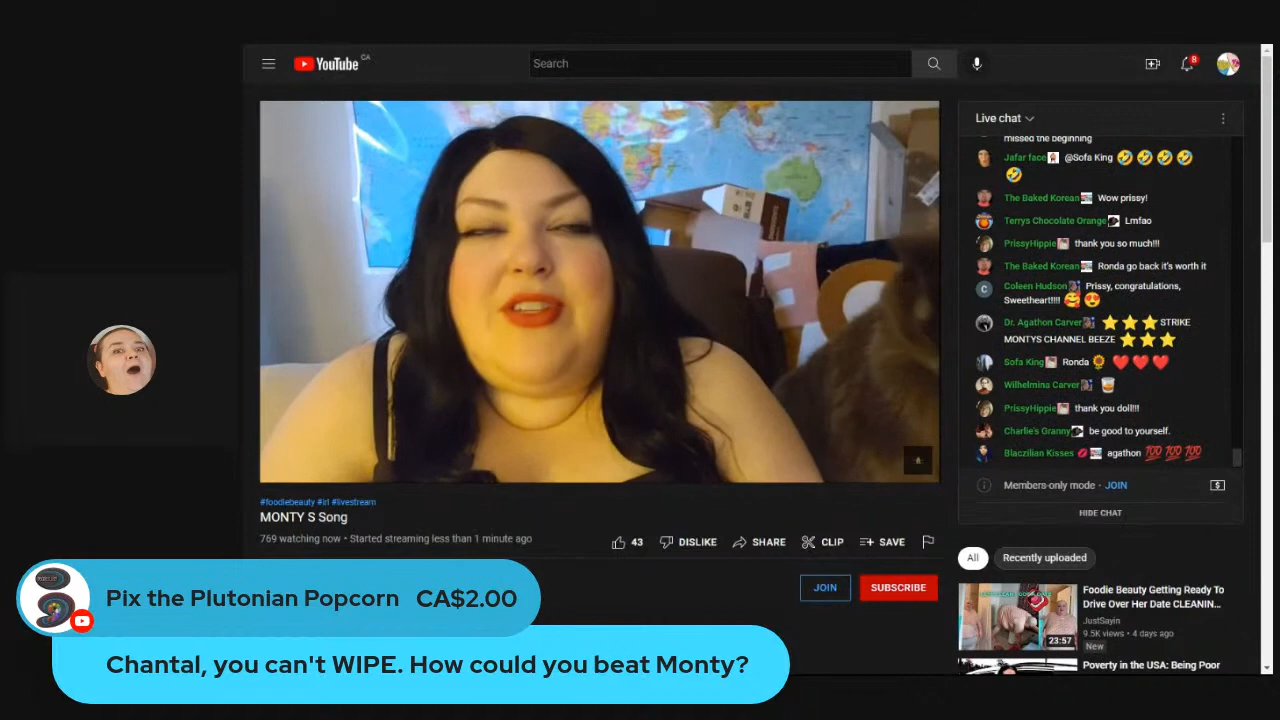 YouTube CA
Search
8
Live chat
missed the beginning
Jafar face @Sofa King 🤣 🤣 🤣 🤣
🤣
The Baked Korean Wow prissy!
Terrys Chocolate Orange Lmfao
PrissyHippie thank you so much!!!
The Baked Korean Ronda go back it's worth it
C Coleen Hudson Prissy, congratulations,
Sweetheart!!!! 🥰 😍
Dr. Agathon Carver ⭐ ⭐ ⭐ STRIKE
MONTYS CHANNEL BEEZE ⭐ ⭐ ⭐
Sofa King Ronda 🌻 ❤️ ❤️ ❤️
Wilhelmina Carver 🥃
PrissyHippie thank you doll!!!
Charlie's Granny be good to yourself.
Blaczilian Kisses 💋 agathon 💯 💯 💯
Members-only mode · JOIN
HIDE CHAT
#foodiebeauty #irl #livestream
MONTY S Song
769 watching now • Started streaming less than 1 minute ago
43 DISLIKE SHARE CLIP SAVE
JOIN SUBSCRIBE
All Recently uploaded
Foodie Beauty Getting Ready To
Drive Over Her Date CLEANIN...
JustSayin
9.5K views • 4 days ago
New
23:57
Poverty in the USA: Being Poor
Pix the Plutonian Popcorn CA$2.00
Chantal, you can't WIPE. How could you beat Monty?